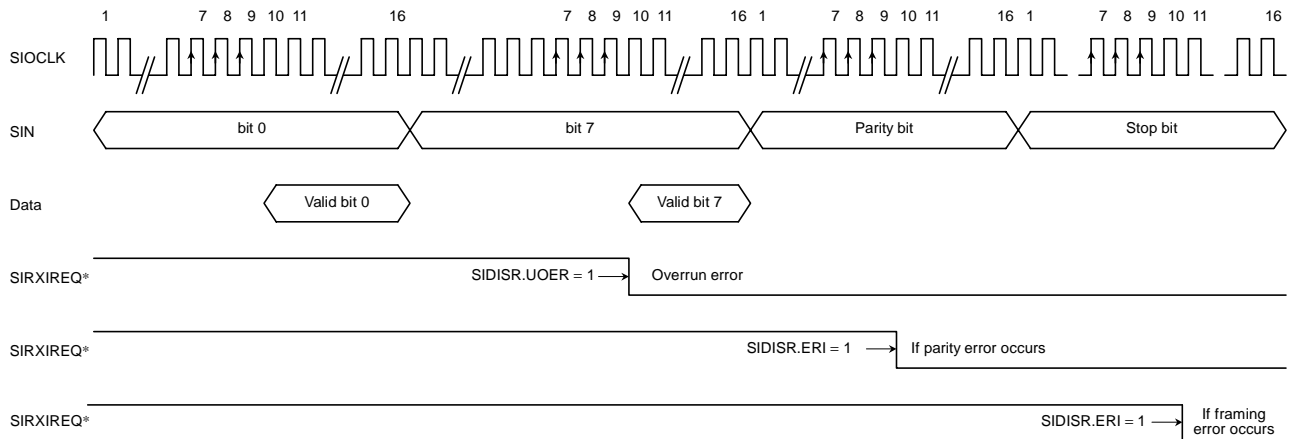 1 7 8 9 10 11 16 7 8 9 10 11 16 1 7 8 9 10 11 16 1 7 8 9 10 11 16
SIOCLK
SIN bit 0 bit 7 Parity bit Stop bit
Data Valid bit 0 Valid bit 7
SIRXIREQ* SIDISR.UOER = 1 Overrun error
SIRXIREQ* SIDISR.ERI = 1 If parity error occurs
SIRXIREQ* SIDISR.ERI = 1 If framing
error occurs